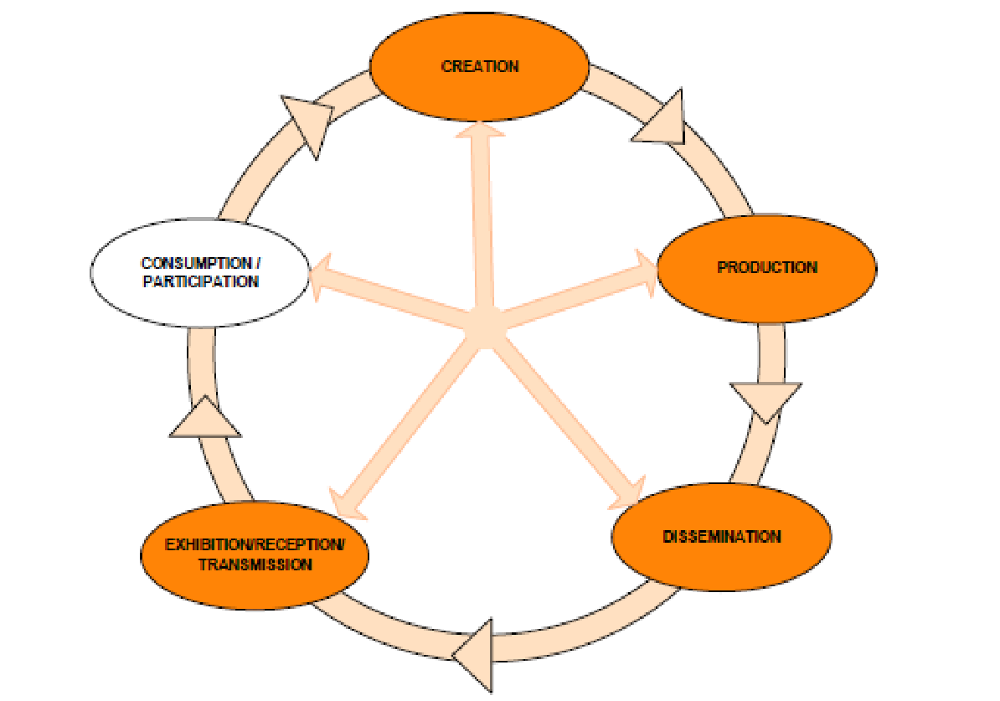 CREATION
PRODUCTION
DISSEMINATION
EXHIBITION/RECEPTION/
TRANSMISSION
CONSUMPTION /
PARTICIPATION